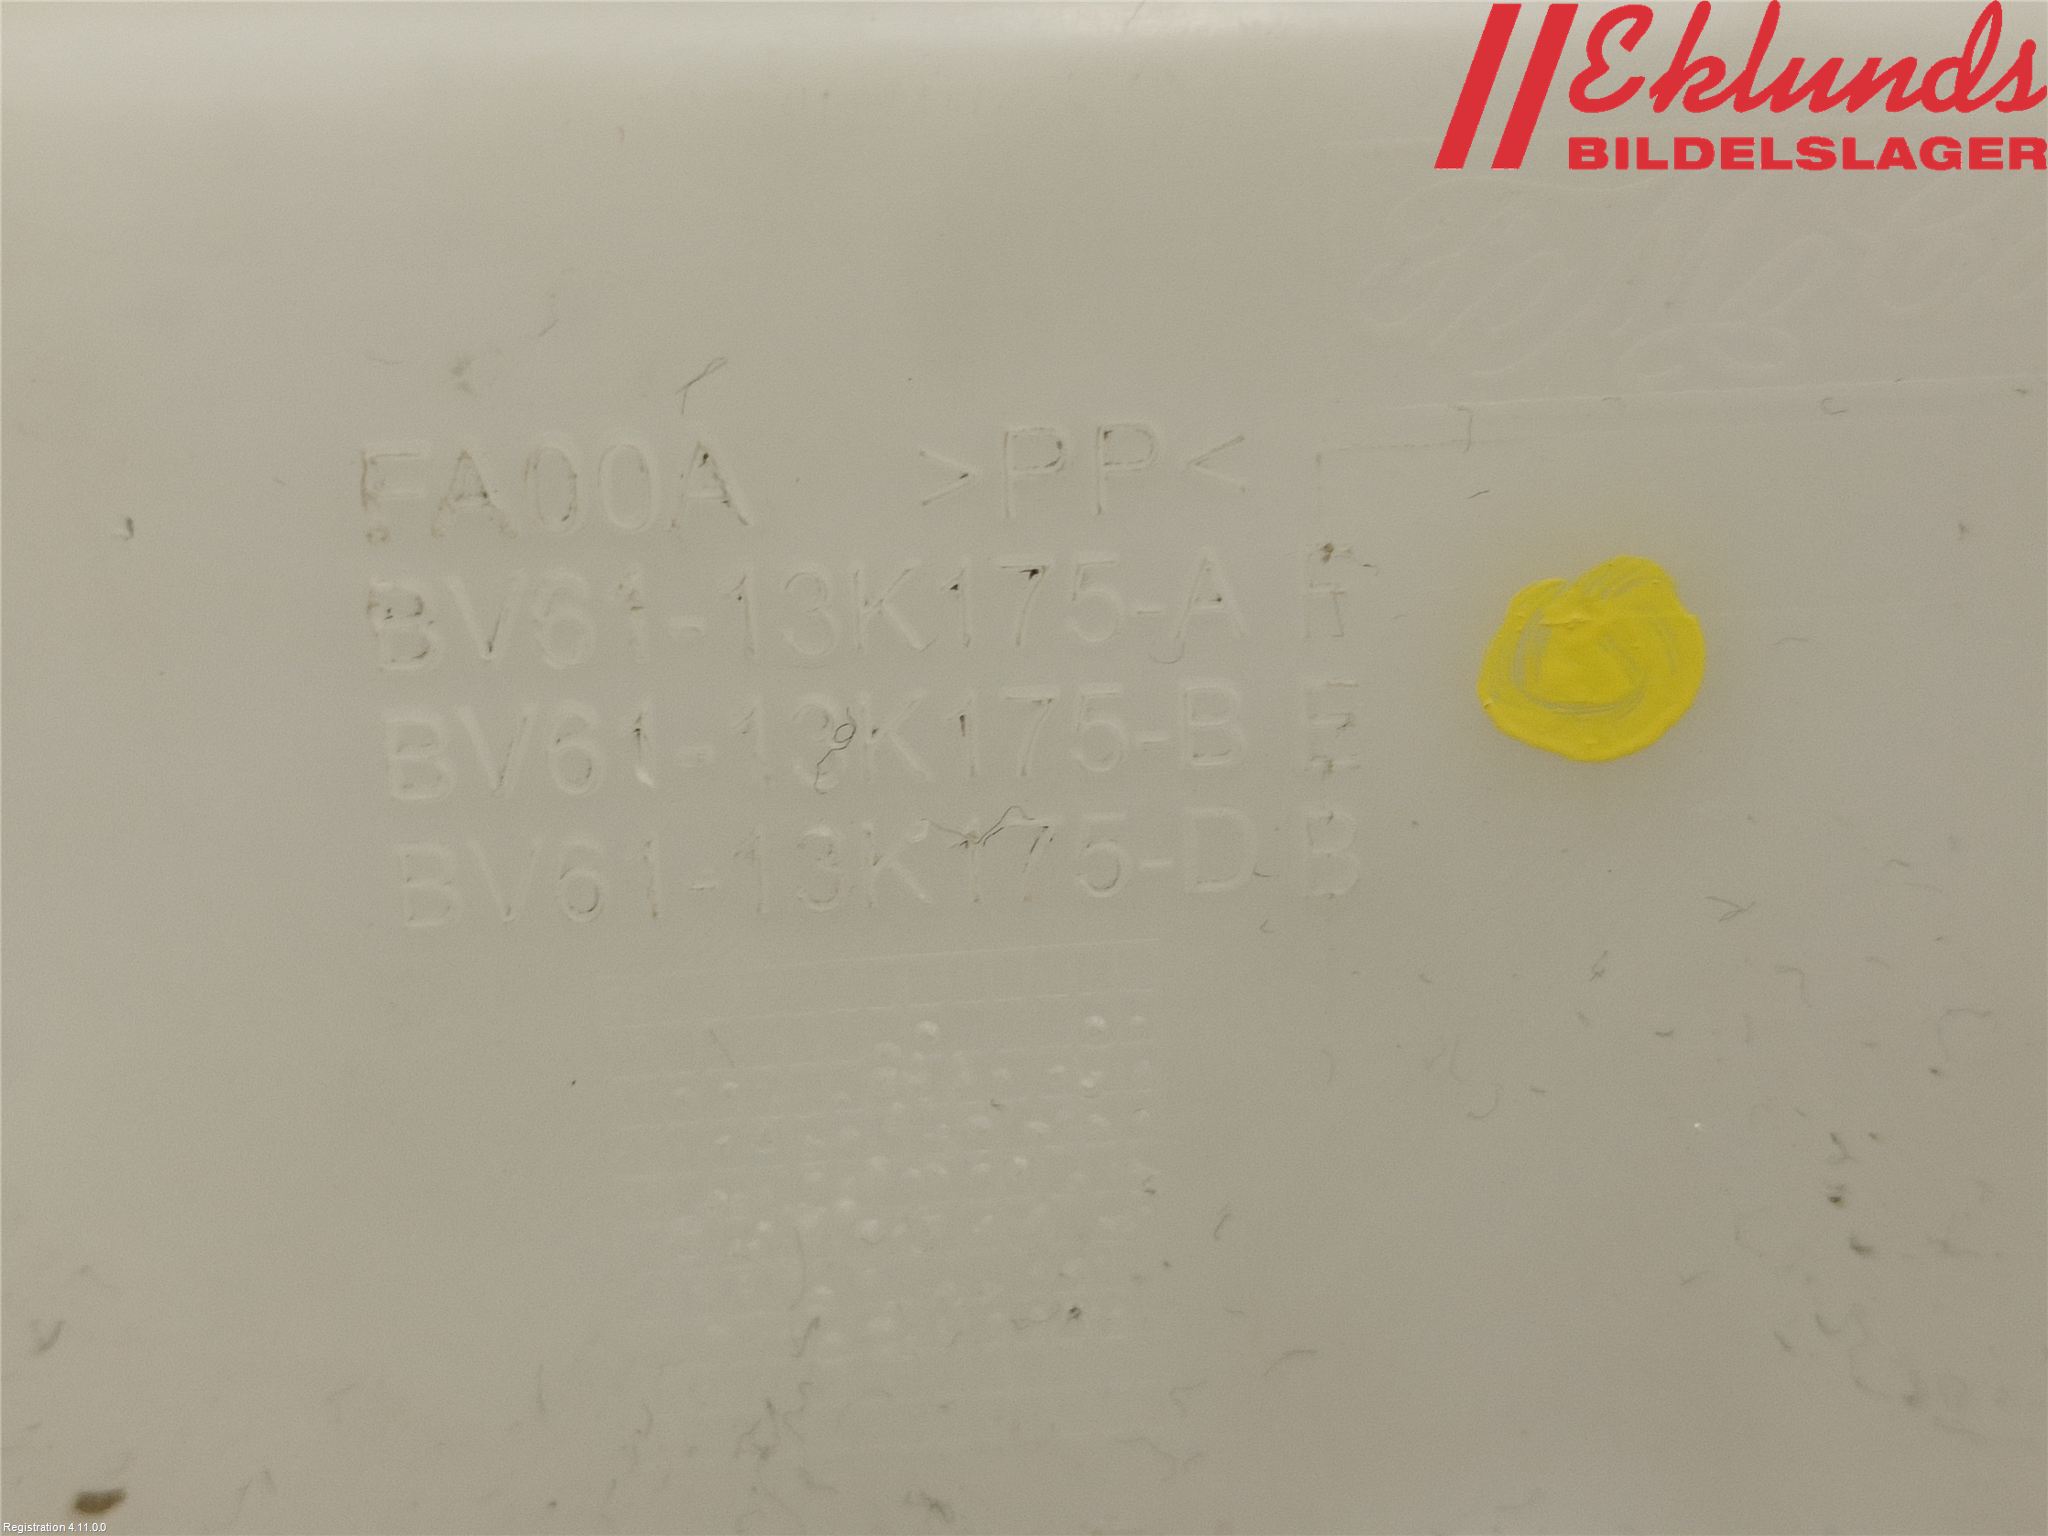 Eklunds
BILDELSLAGER
FA00A >PP<
BV61-13K175-A F
BV61-13K175-B E
BV61-13K175-D B
Registration 4.11.0.0